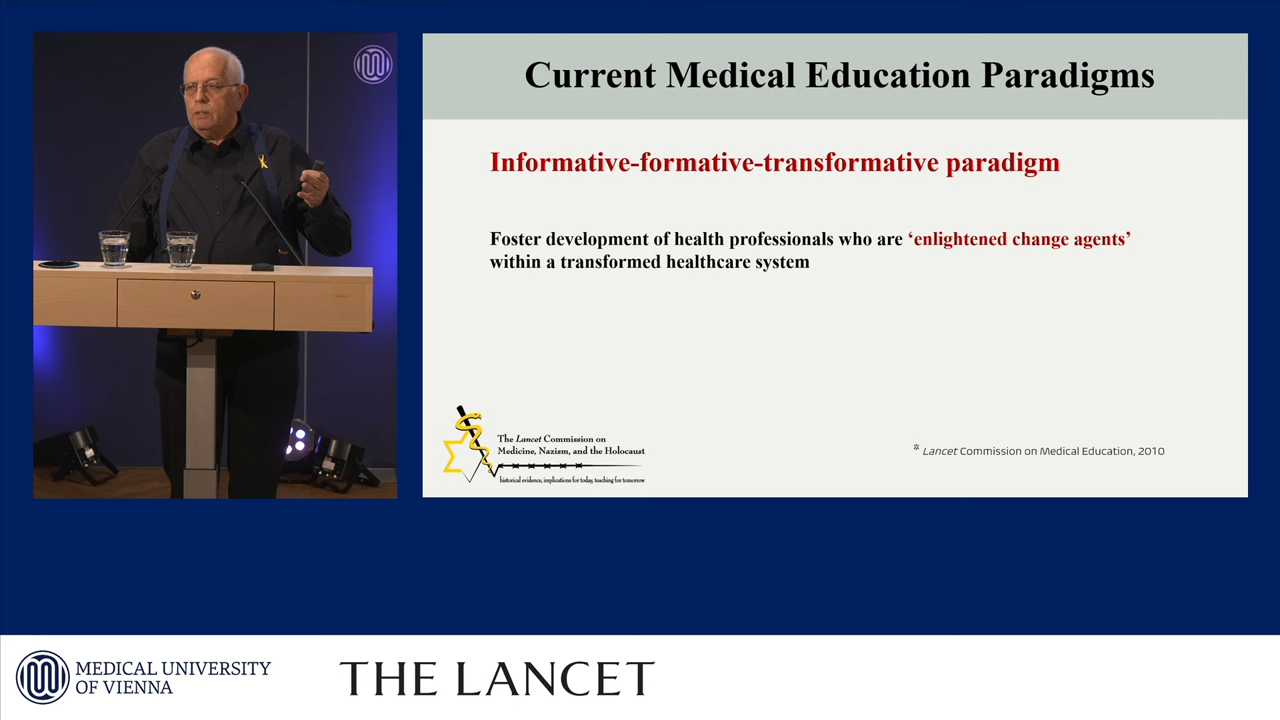 Current Medical Education Paradigms
Informative-formative-transformative paradigm
Foster development of health professionals who are ‘enlightened change agents’
within a transformed healthcare system
The Lancet Commission on
Medicine, Nazism, and the Holocaust
historical evidence, implications for today, teaching for tomorrow
* Lancet Commission on Medical Education, 2010
MEDICAL UNIVERSITY
OF VIENNA
THE LANCET